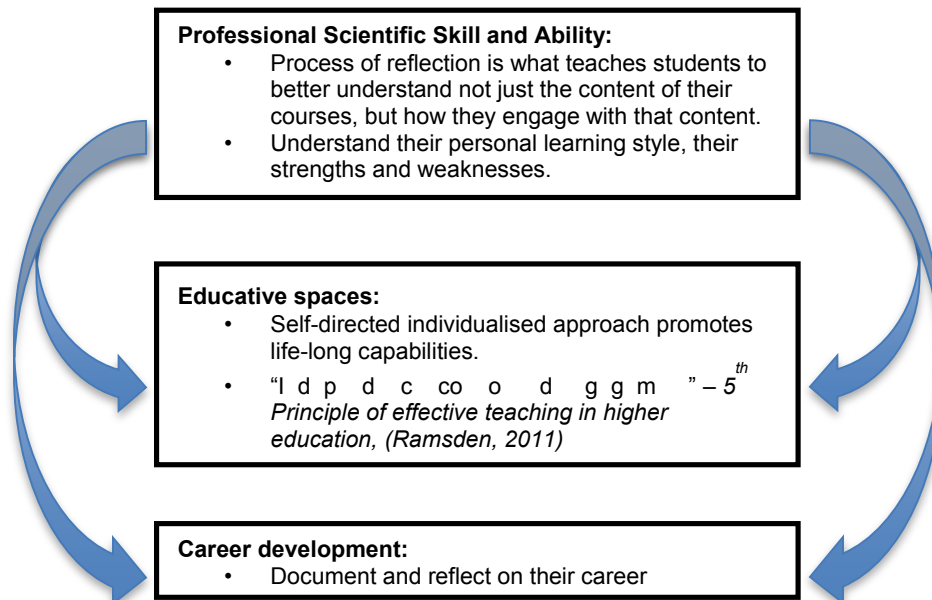 Professional Scientific Skill and Ability:
• Process of reflection is what teaches students to
better understand not just the content of their
courses, but how they engage with that content.
• Understand their personal learning style, their
strengths and weaknesses.
Educative spaces:
• Self-directed individualised approach promotes
life-long capabilities.
• “I d p d c co o d g g m ” – 5th
Principle of effective teaching in higher
education, (Ramsden, 2011)
Career development:
• Document and reflect on their career